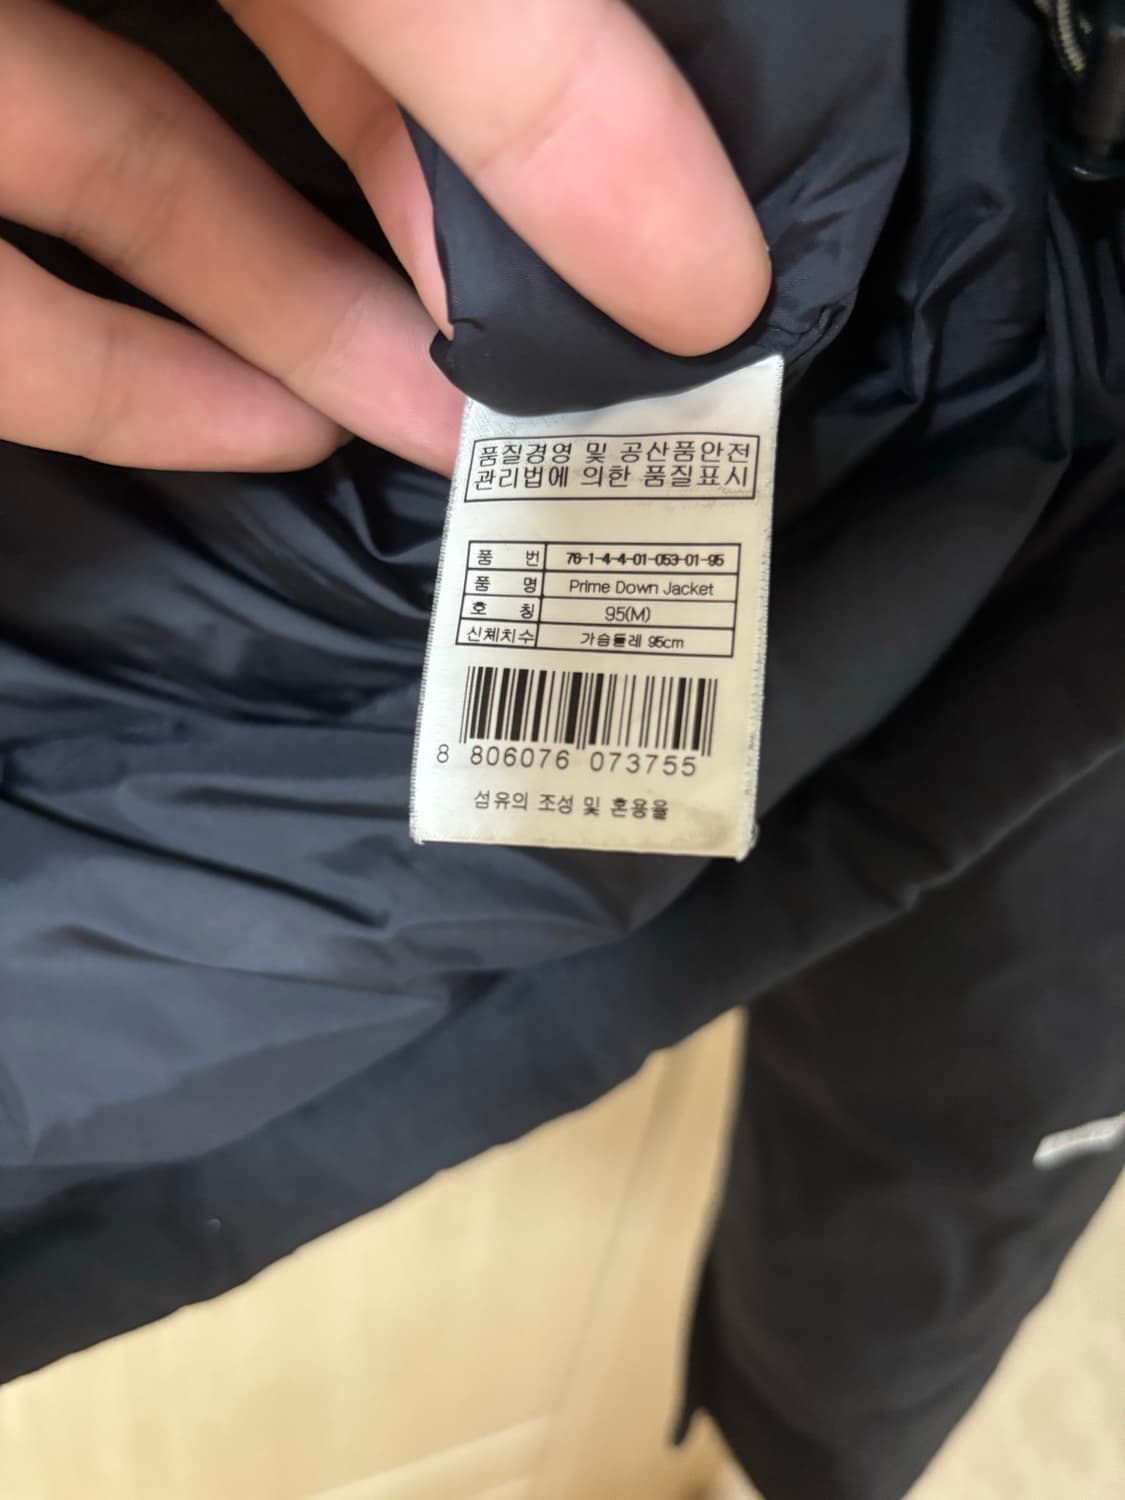 품질경영 및 공산품안전
관리법에 의한 품질표시
품 번 76-1-4-4-01-053-01-95
품 명 Prime Down Jacket
호 칭 95(M)
신체치수 가슴둘레 95cm
8 806076 073755
섬유의 조성 및 혼용율